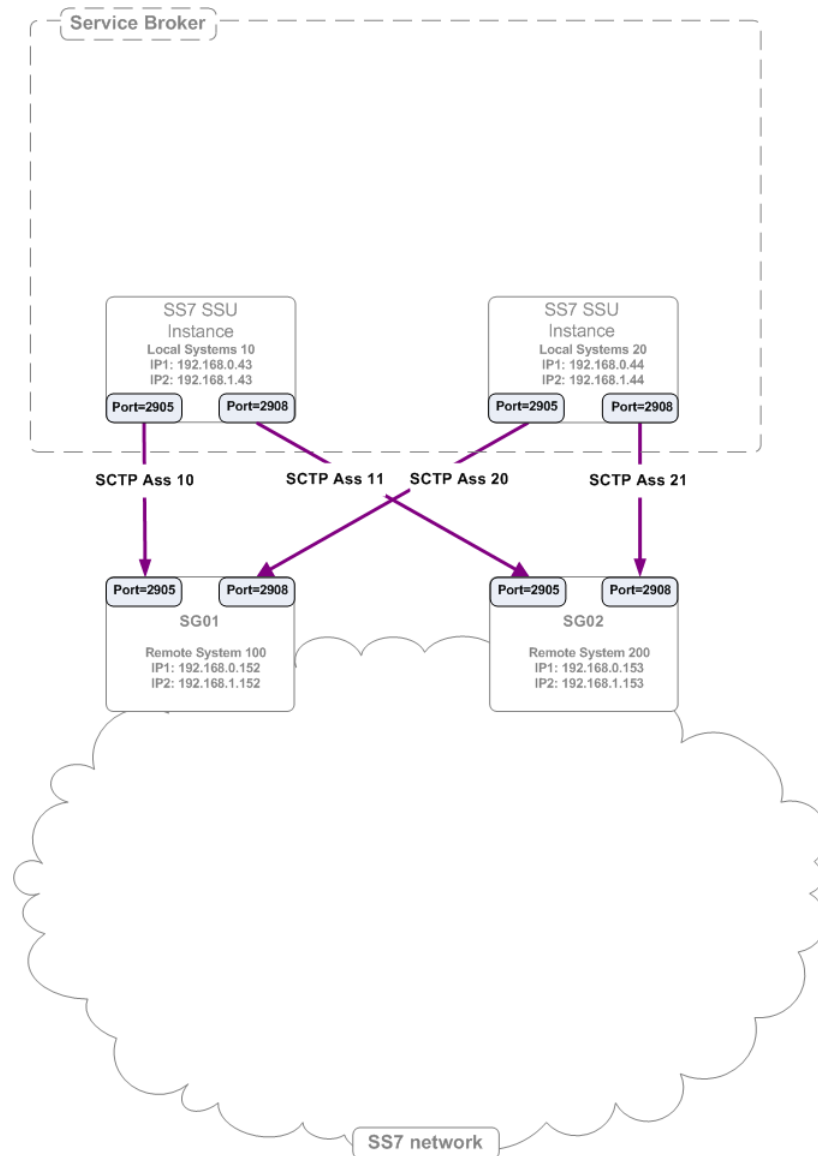 Service Broker
SS7 SSU
Instance
Local Systems 10
IP1: 192.168.0.43
IP2: 192.168.1.43
Port=2905
Port=2908
SS7 SSU
Instance
Local Systems 20
IP1: 192.168.0.44
IP2: 192.168.1.44
Port=2905
Port=2908
SCTP Ass 10
SCTP Ass 11
SCTP Ass 20
SCTP Ass 21
Port=2905
Port=2908
SG01
Remote System 100
IP1: 192.168.0.152
IP2: 192.168.1.152
Port=2905
Port=2908
SG02
Remote System 200
IP1: 192.168.0.153
IP2: 192.168.1.153
SS7 network